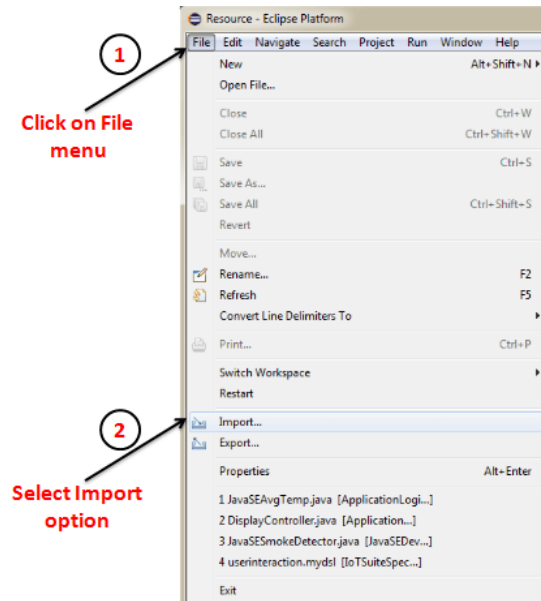 Resource - Eclipse Platform
File Edit Navigate Search Project Run Window Help
1
Click on File
menu
New Alt+Shift+N
Open File...
Close Ctrl+W
Close All Ctrl+Shift+W
Save Ctrl+S
Save As...
Save All Ctrl+Shift+S
Revert
Move...
Rename... F2
Refresh F5
Convert Line Delimiters To
Print... Ctrl+P
Switch Workspace
Restart
2
Select Import
option
Import...
Export...
Properties Alt+Enter
1 JavaSEAvgTemp.java [ApplicationLogi...]
2 DisplayController.java [Application...]
3 JavaSESmokeDetector.java [JavaSEDev...]
4 userinteraction.mydsl [IoTSuiteSpec...]
Exit